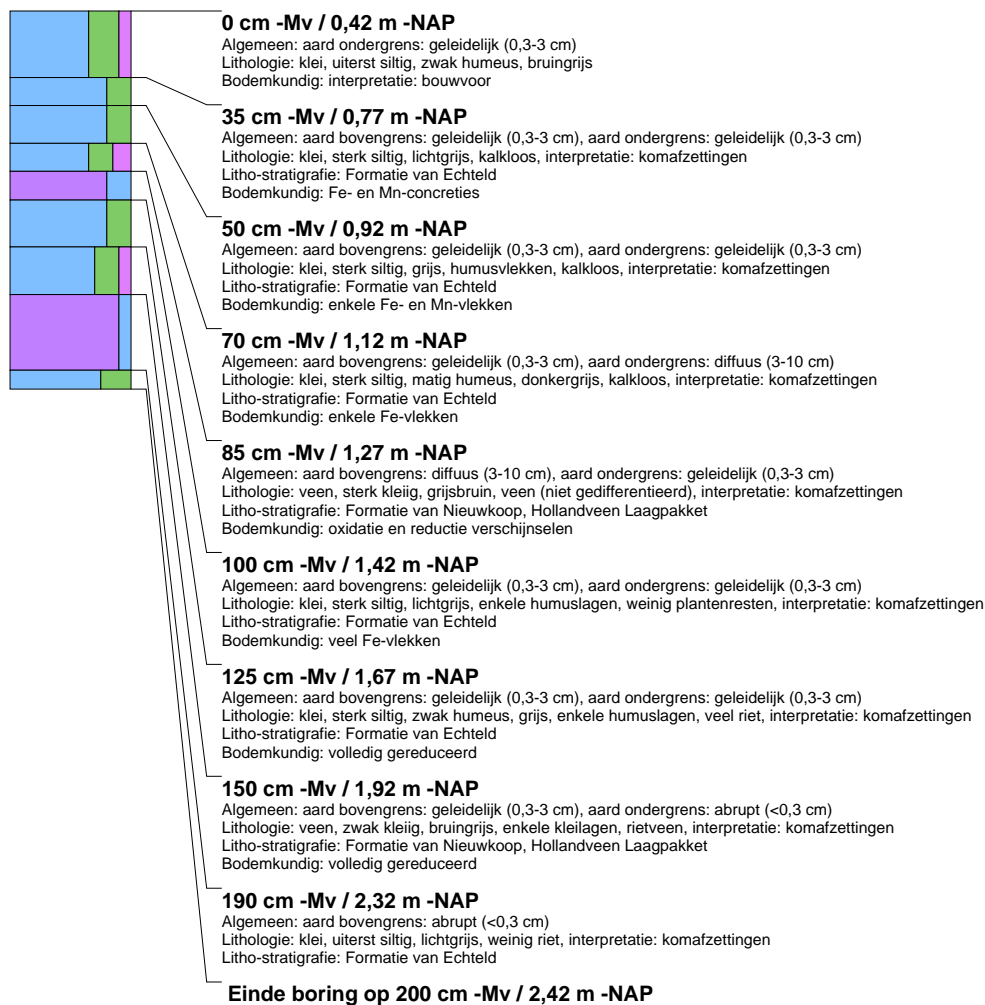 0 cm -Mv / 0,42 m -NAP
Algemeen: aard ondergrens: geleidelijk (0,3-3 cm)
Lithologie: klei, uiterst siltig, zwak humeus, bruingrijs
Bodemkundig: interpretatie: bouwvoor
35 cm -Mv / 0,77 m -NAP
Algemeen: aard bovengrens: geleidelijk (0,3-3 cm), aard ondergrens: geleidelijk (0,3-3 cm)
Lithologie: klei, sterk siltig, lichtgrijs, kalkloos, interpretatie: komafzettingen
Litho-stratigrafie: Formatie van Echteld
Bodemkundig: Fe- en Mn-concreties
50 cm -Mv / 0,92 m -NAP
Algemeen: aard bovengrens: geleidelijk (0,3-3 cm), aard ondergrens: geleidelijk (0,3-3 cm)
Lithologie: klei, sterk siltig, grijs, humusvlekken, kalkloos, interpretatie: komafzettingen
Litho-stratigrafie: Formatie van Echteld
Bodemkundig: enkele Fe- en Mn-vlekken
70 cm -Mv / 1,12 m -NAP
Algemeen: aard bovengrens: geleidelijk (0,3-3 cm), aard ondergrens: diffuus (3-10 cm)
Lithologie: klei, sterk siltig, matig humeus, donkergrijs, kalkloos, interpretatie: komafzettingen
Litho-stratigrafie: Formatie van Echteld
Bodemkundig: enkele Fe-vlekken
85 cm -Mv / 1,27 m -NAP
Algemeen: aard bovengrens: diffuus (3-10 cm), aard ondergrens: geleidelijk (0,3-3 cm)
Lithologie: veen, sterk kleiig, grijsbruin, veen (niet gedifferentieerd), interpretatie: komafzettingen
Litho-stratigrafie: Formatie van Nieuwkoop, Hollandveen Laagpakket
Bodemkundig: oxidatie en reductie verschijnselen
100 cm -Mv / 1,42 m -NAP
Algemeen: aard bovengrens: geleidelijk (0,3-3 cm), aard ondergrens: geleidelijk (0,3-3 cm)
Lithologie: klei, sterk siltig, lichtgrijs, enkele humuslagen, weinig plantenresten, interpretatie: komafzettingen
Litho-stratigrafie: Formatie van Echteld
Bodemkundig: veel Fe-vlekken
125 cm -Mv / 1,67 m -NAP
Algemeen: aard bovengrens: geleidelijk (0,3-3 cm), aard ondergrens: geleidelijk (0,3-3 cm)
Lithologie: klei, sterk siltig, zwak humeus, grijs, enkele humuslagen, veel riet, interpretatie: komafzettingen
Litho-stratigrafie: Formatie van Echteld
Bodemkundig: volledig gereduceerd
150 cm -Mv / 1,92 m -NAP
Algemeen: aard bovengrens: geleidelijk (0,3-3 cm), aard ondergrens: abrupt (<0,3 cm)
Lithologie: veen, zwak kleiig, bruingrijs, enkele kleilagen, rietveen, interpretatie: komafzettingen
Litho-stratigrafie: Formatie van Nieuwkoop, Hollandveen Laagpakket
Bodemkundig: volledig gereduceerd
190 cm -Mv / 2,32 m -NAP
Algemeen: aard bovengrens: abrupt (<0,3 cm)
Lithologie: klei, uiterst siltig, lichtgrijs, weinig riet, interpretatie: komafzettingen
Litho-stratigrafie: Formatie van Echteld
Einde boring op 200 cm -Mv / 2,42 m -NAP